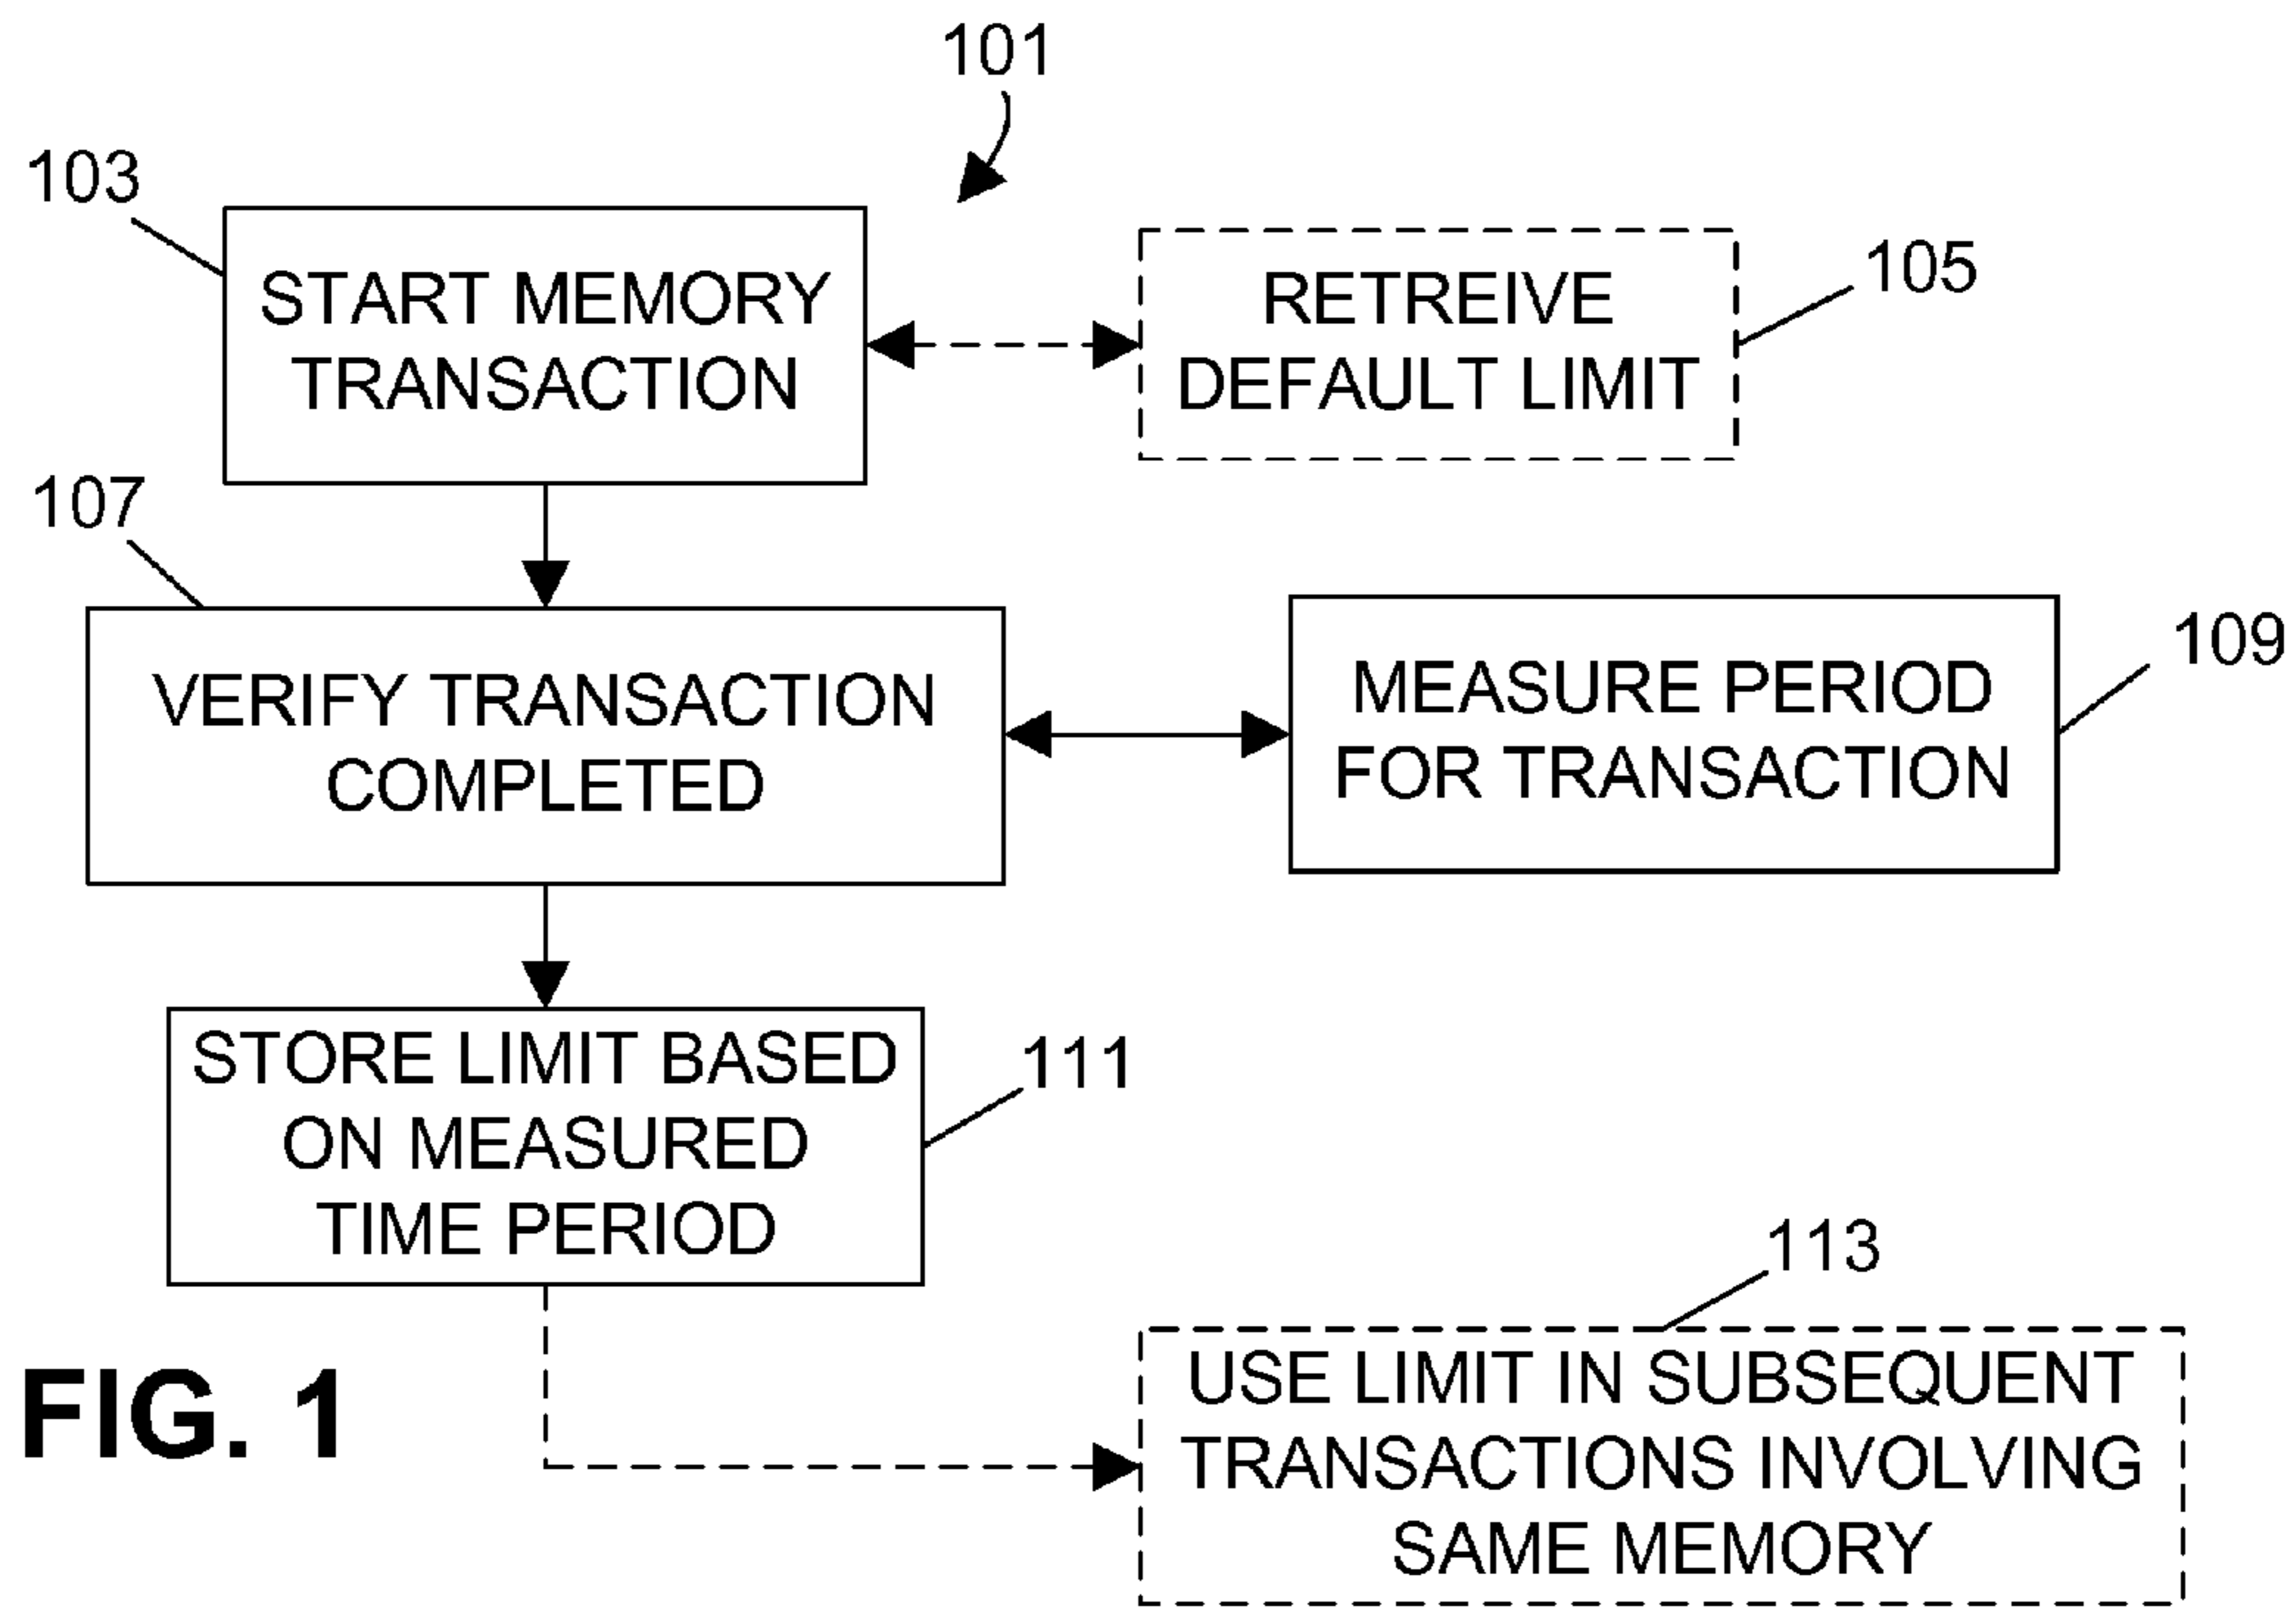 101
103
START MEMORY
TRANSACTION
RETREIVE
DEFAULT LIMIT
105
107
VERIFY TRANSACTION
COMPLETED
MEASURE PERIOD
FOR TRANSACTION
109
STORE LIMIT BASED
ON MEASURED
TIME PERIOD
111
113
USE LIMIT IN SUBSEQUENT
TRANSACTIONS INVOLVING
SAME MEMORY
FIG. 1